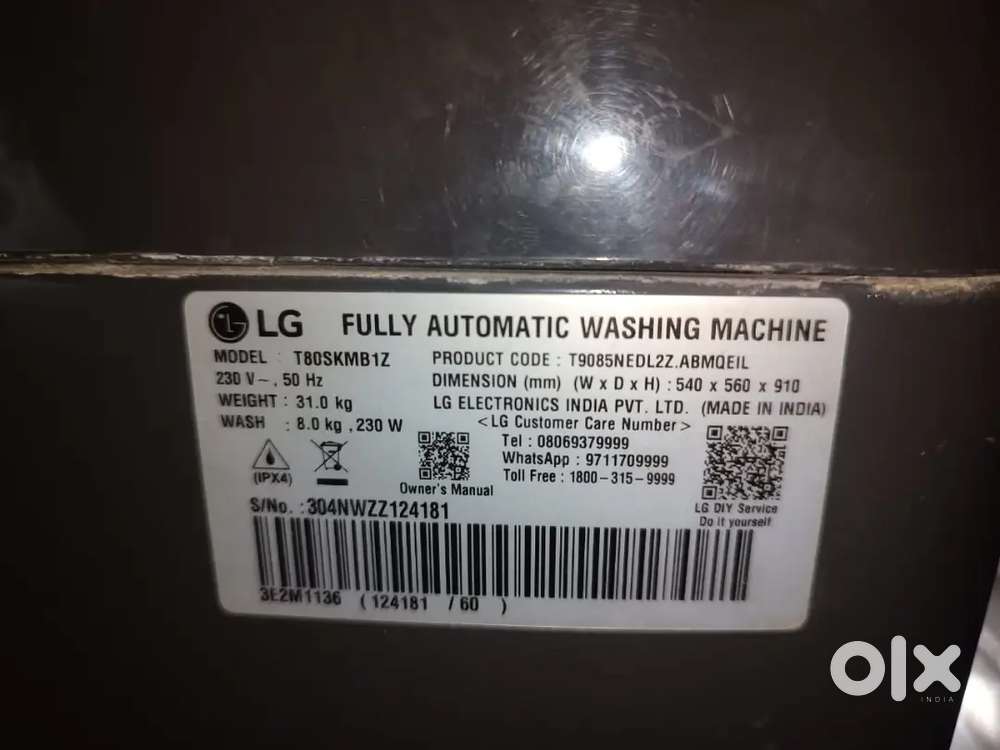 LG FULLY AUTOMATIC WASHING MACHINE
MODEL : T80SKMB1Z PRODUCT CODE : T9085NEDL2Z.ABMQEIL
230 V~, 50 Hz DIMENSION (mm) (W x D x H) : 540 x 560 x 910
WEIGHT : 31.0 kg LG ELECTRONICS INDIA PVT. LTD. (MADE IN INDIA)
WASH : 8.0 kg , 230 W <LG Customer Care Number>
Tel : 08069379999
WhatsApp : 9711709999
Toll Free : 1800-315-9999
(IPX4)
Owner's Manual
LG DIY Service
Do it yourself
S/No. : 304NWZZ124181
3E2M1136 ( 124181 / 60 )
olx
INDIA